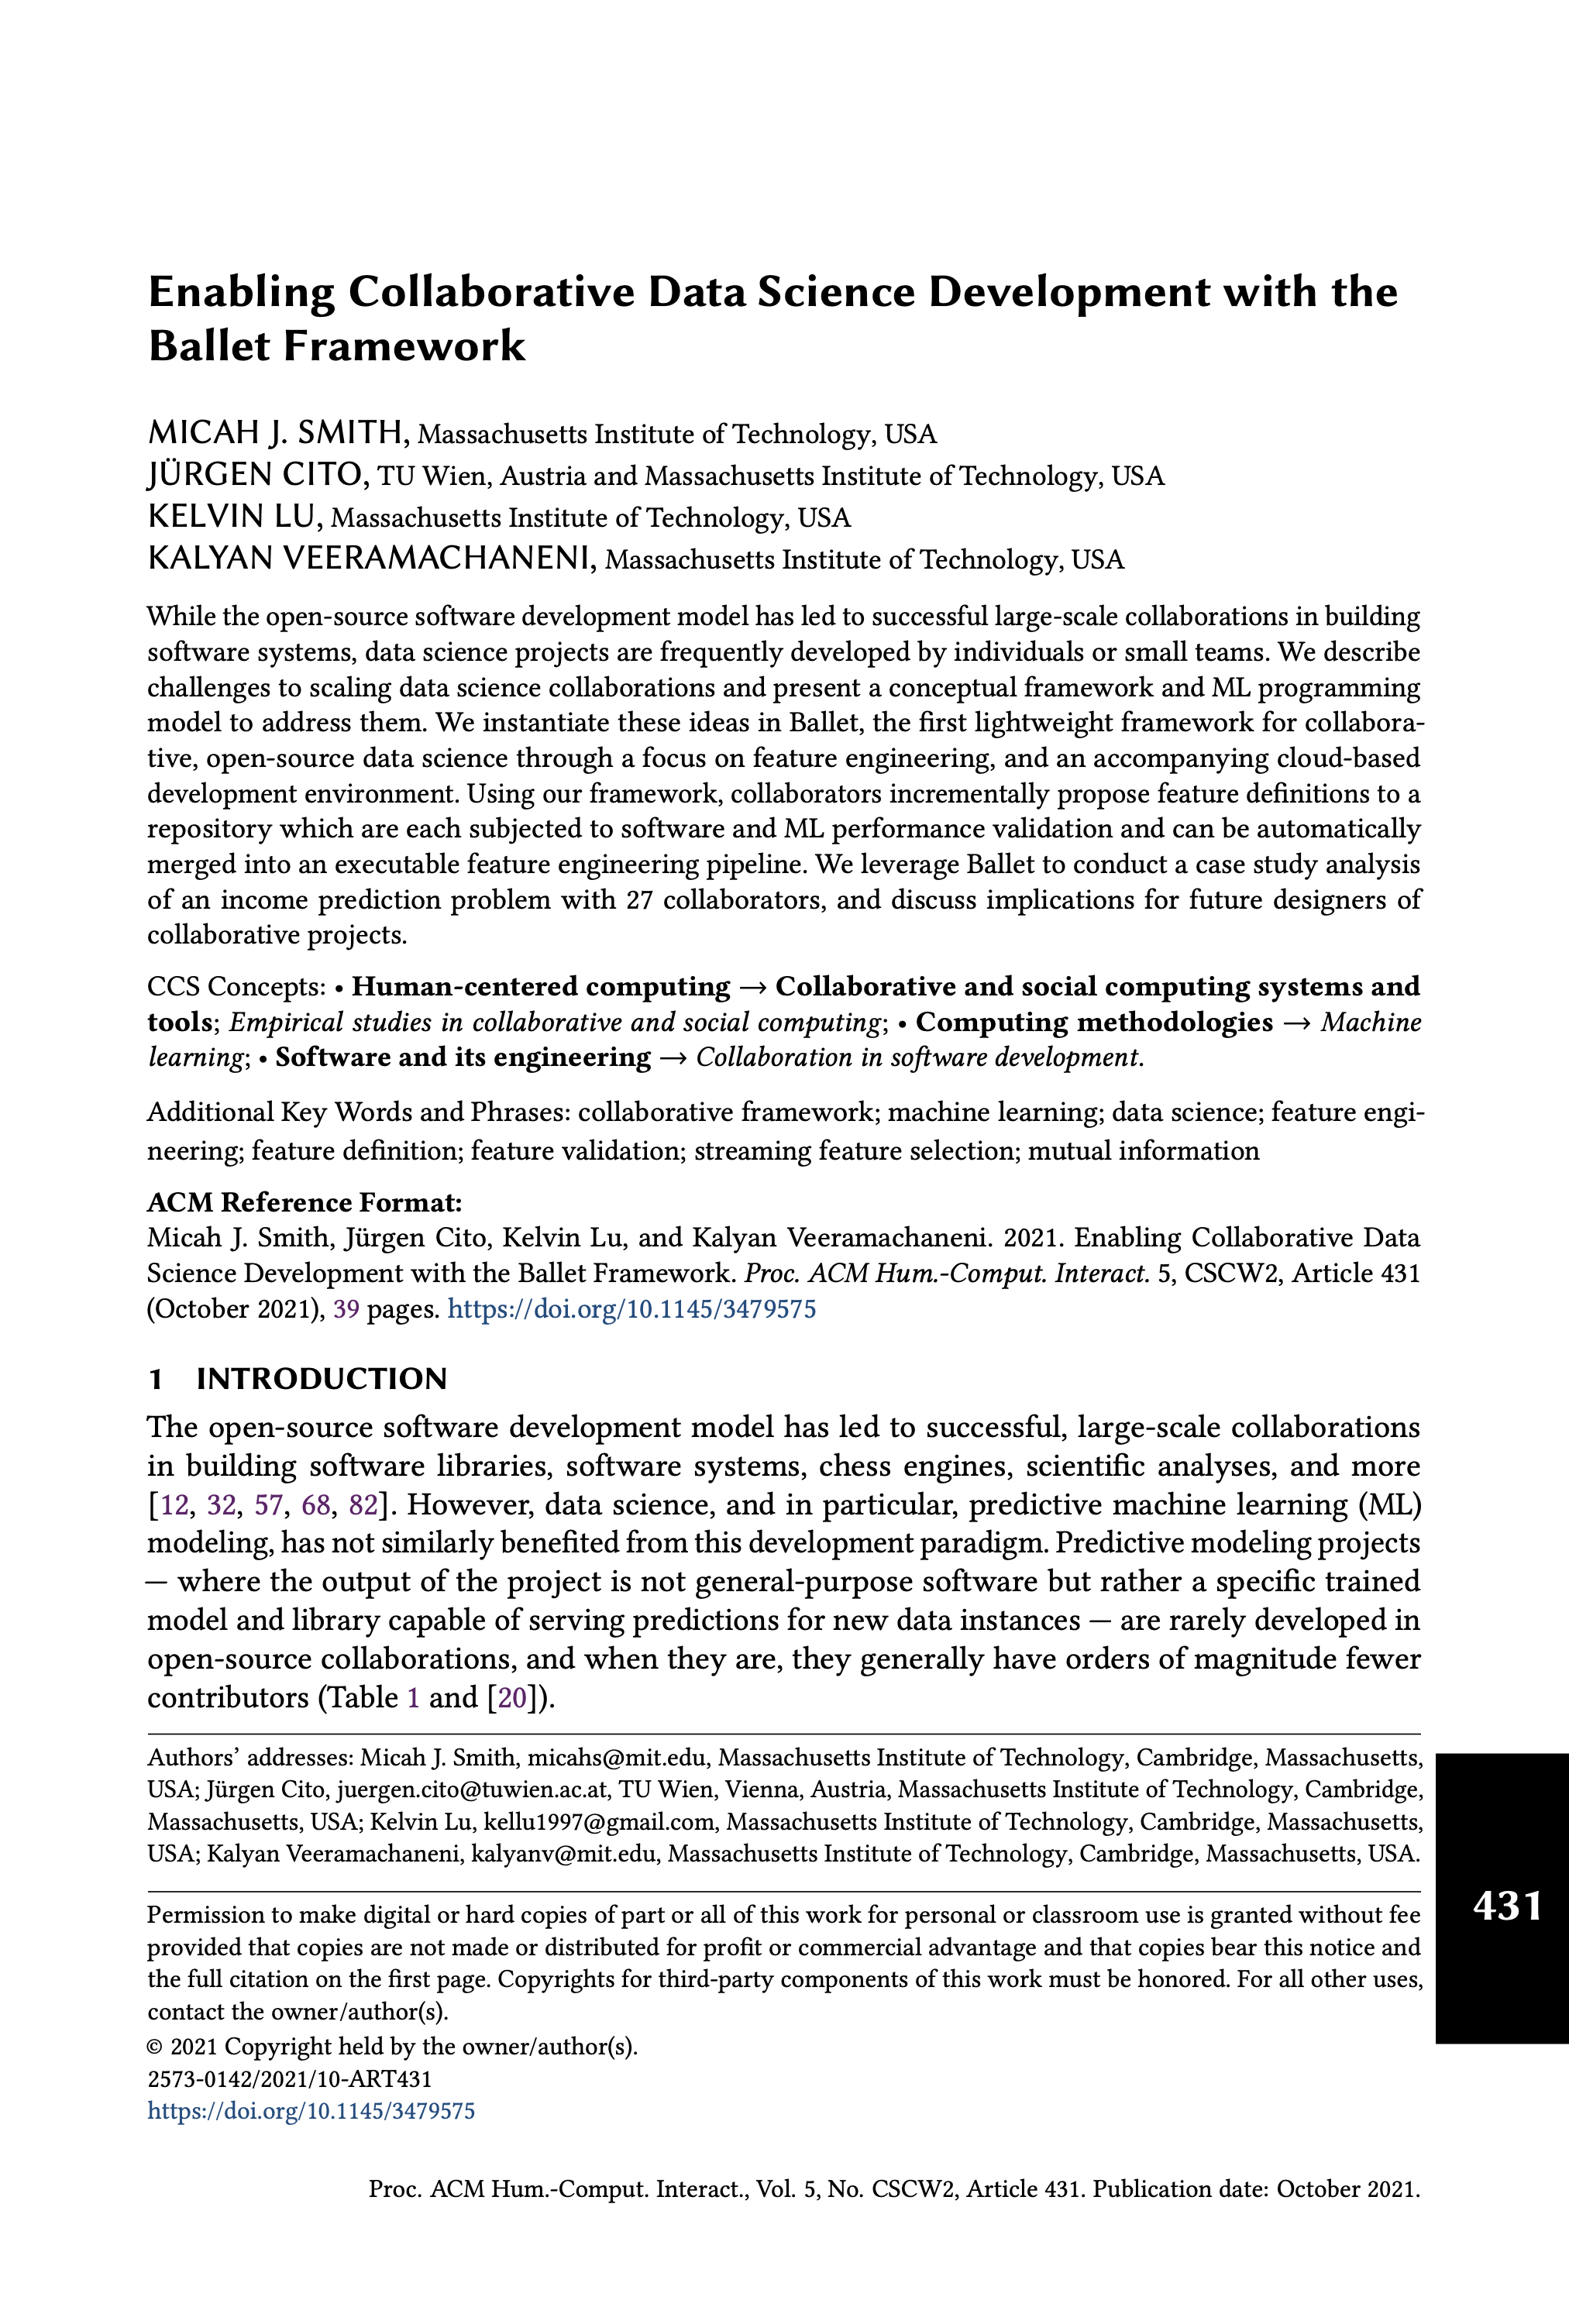 Enabling Collaborative Data Science Development with the
Ballet Framework
MICAH J. SMITH, Massachusetts Institute of Technology, USA
JÜRGEN CITO, TU Wien, Austria and Massachusetts Institute of Technology, USA
KELVIN LU, Massachusetts Institute of Technology, USA
KALYAN VEERAMACHANENI, Massachusetts Institute of Technology, USA
While the open-source software development model has led to successful large-scale collaborations in building
software systems, data science projects are frequently developed by individuals or small teams. We describe
challenges to scaling data science collaborations and present a conceptual framework and ML programming
model to address them. We instantiate these ideas in Ballet, the first lightweight framework for collabora-
tive, open-source data science through a focus on feature engineering, and an accompanying cloud-based
development environment. Using our framework, collaborators incrementally propose feature definitions to a
repository which are each subjected to software and ML performance validation and can be automatically
merged into an executable feature engineering pipeline. We leverage Ballet to conduct a case study analysis
of an income prediction problem with 27 collaborators, and discuss implications for future designers of
collaborative projects.
CCS Concepts: • Human-centered computing → Collaborative and social computing systems and
tools; Empirical studies in collaborative and social computing; • Computing methodologies → Machine
learning; • Software and its engineering → Collaboration in software development.
Additional Key Words and Phrases: collaborative framework; machine learning; data science; feature engi-
neering; feature definition; feature validation; streaming feature selection; mutual information
ACM Reference Format:
Micah J. Smith, Jürgen Cito, Kelvin Lu, and Kalyan Veeramachaneni. 2021. Enabling Collaborative Data
Science Development with the Ballet Framework. Proc. ACM Hum.-Comput. Interact. 5, CSCW2, Article 431
(October 2021), 39 pages. https://doi.org/10.1145/3479575
1 INTRODUCTION
The open-source software development model has led to successful, large-scale collaborations
in building software libraries, software systems, chess engines, scientific analyses, and more
[12, 32, 57, 68, 82]. However, data science, and in particular, predictive machine learning (ML)
modeling, has not similarly benefited from this development paradigm. Predictive modeling projects
— where the output of the project is not general-purpose software but rather a specific trained
model and library capable of serving predictions for new data instances — are rarely developed in
open-source collaborations, and when they are, they generally have orders of magnitude fewer
contributors (Table 1 and [20]).
Authors’ addresses: Micah J. Smith, micahs@mit.edu, Massachusetts Institute of Technology, Cambridge, Massachusetts,
USA; Jürgen Cito, juergen.cito@tuwien.ac.at, TU Wien, Vienna, Austria, Massachusetts Institute of Technology, Cambridge,
Massachusetts, USA; Kelvin Lu, kellu1997@gmail.com, Massachusetts Institute of Technology, Cambridge, Massachusetts,
USA; Kalyan Veeramachaneni, kalyanv@mit.edu, Massachusetts Institute of Technology, Cambridge, Massachusetts, USA.
Permission to make digital or hard copies of part or all of this work for personal or classroom use is granted without fee
provided that copies are not made or distributed for profit or commercial advantage and that copies bear this notice and
the full citation on the first page. Copyrights for third-party components of this work must be honored. For all other uses,
contact the owner/author(s).
© 2021 Copyright held by the owner/author(s).
2573-0142/2021/10-ART431
https://doi.org/10.1145/3479575
431
Proc. ACM Hum.-Comput. Interact., Vol. 5, No. CSCW2, Article 431. Publication date: October 2021.